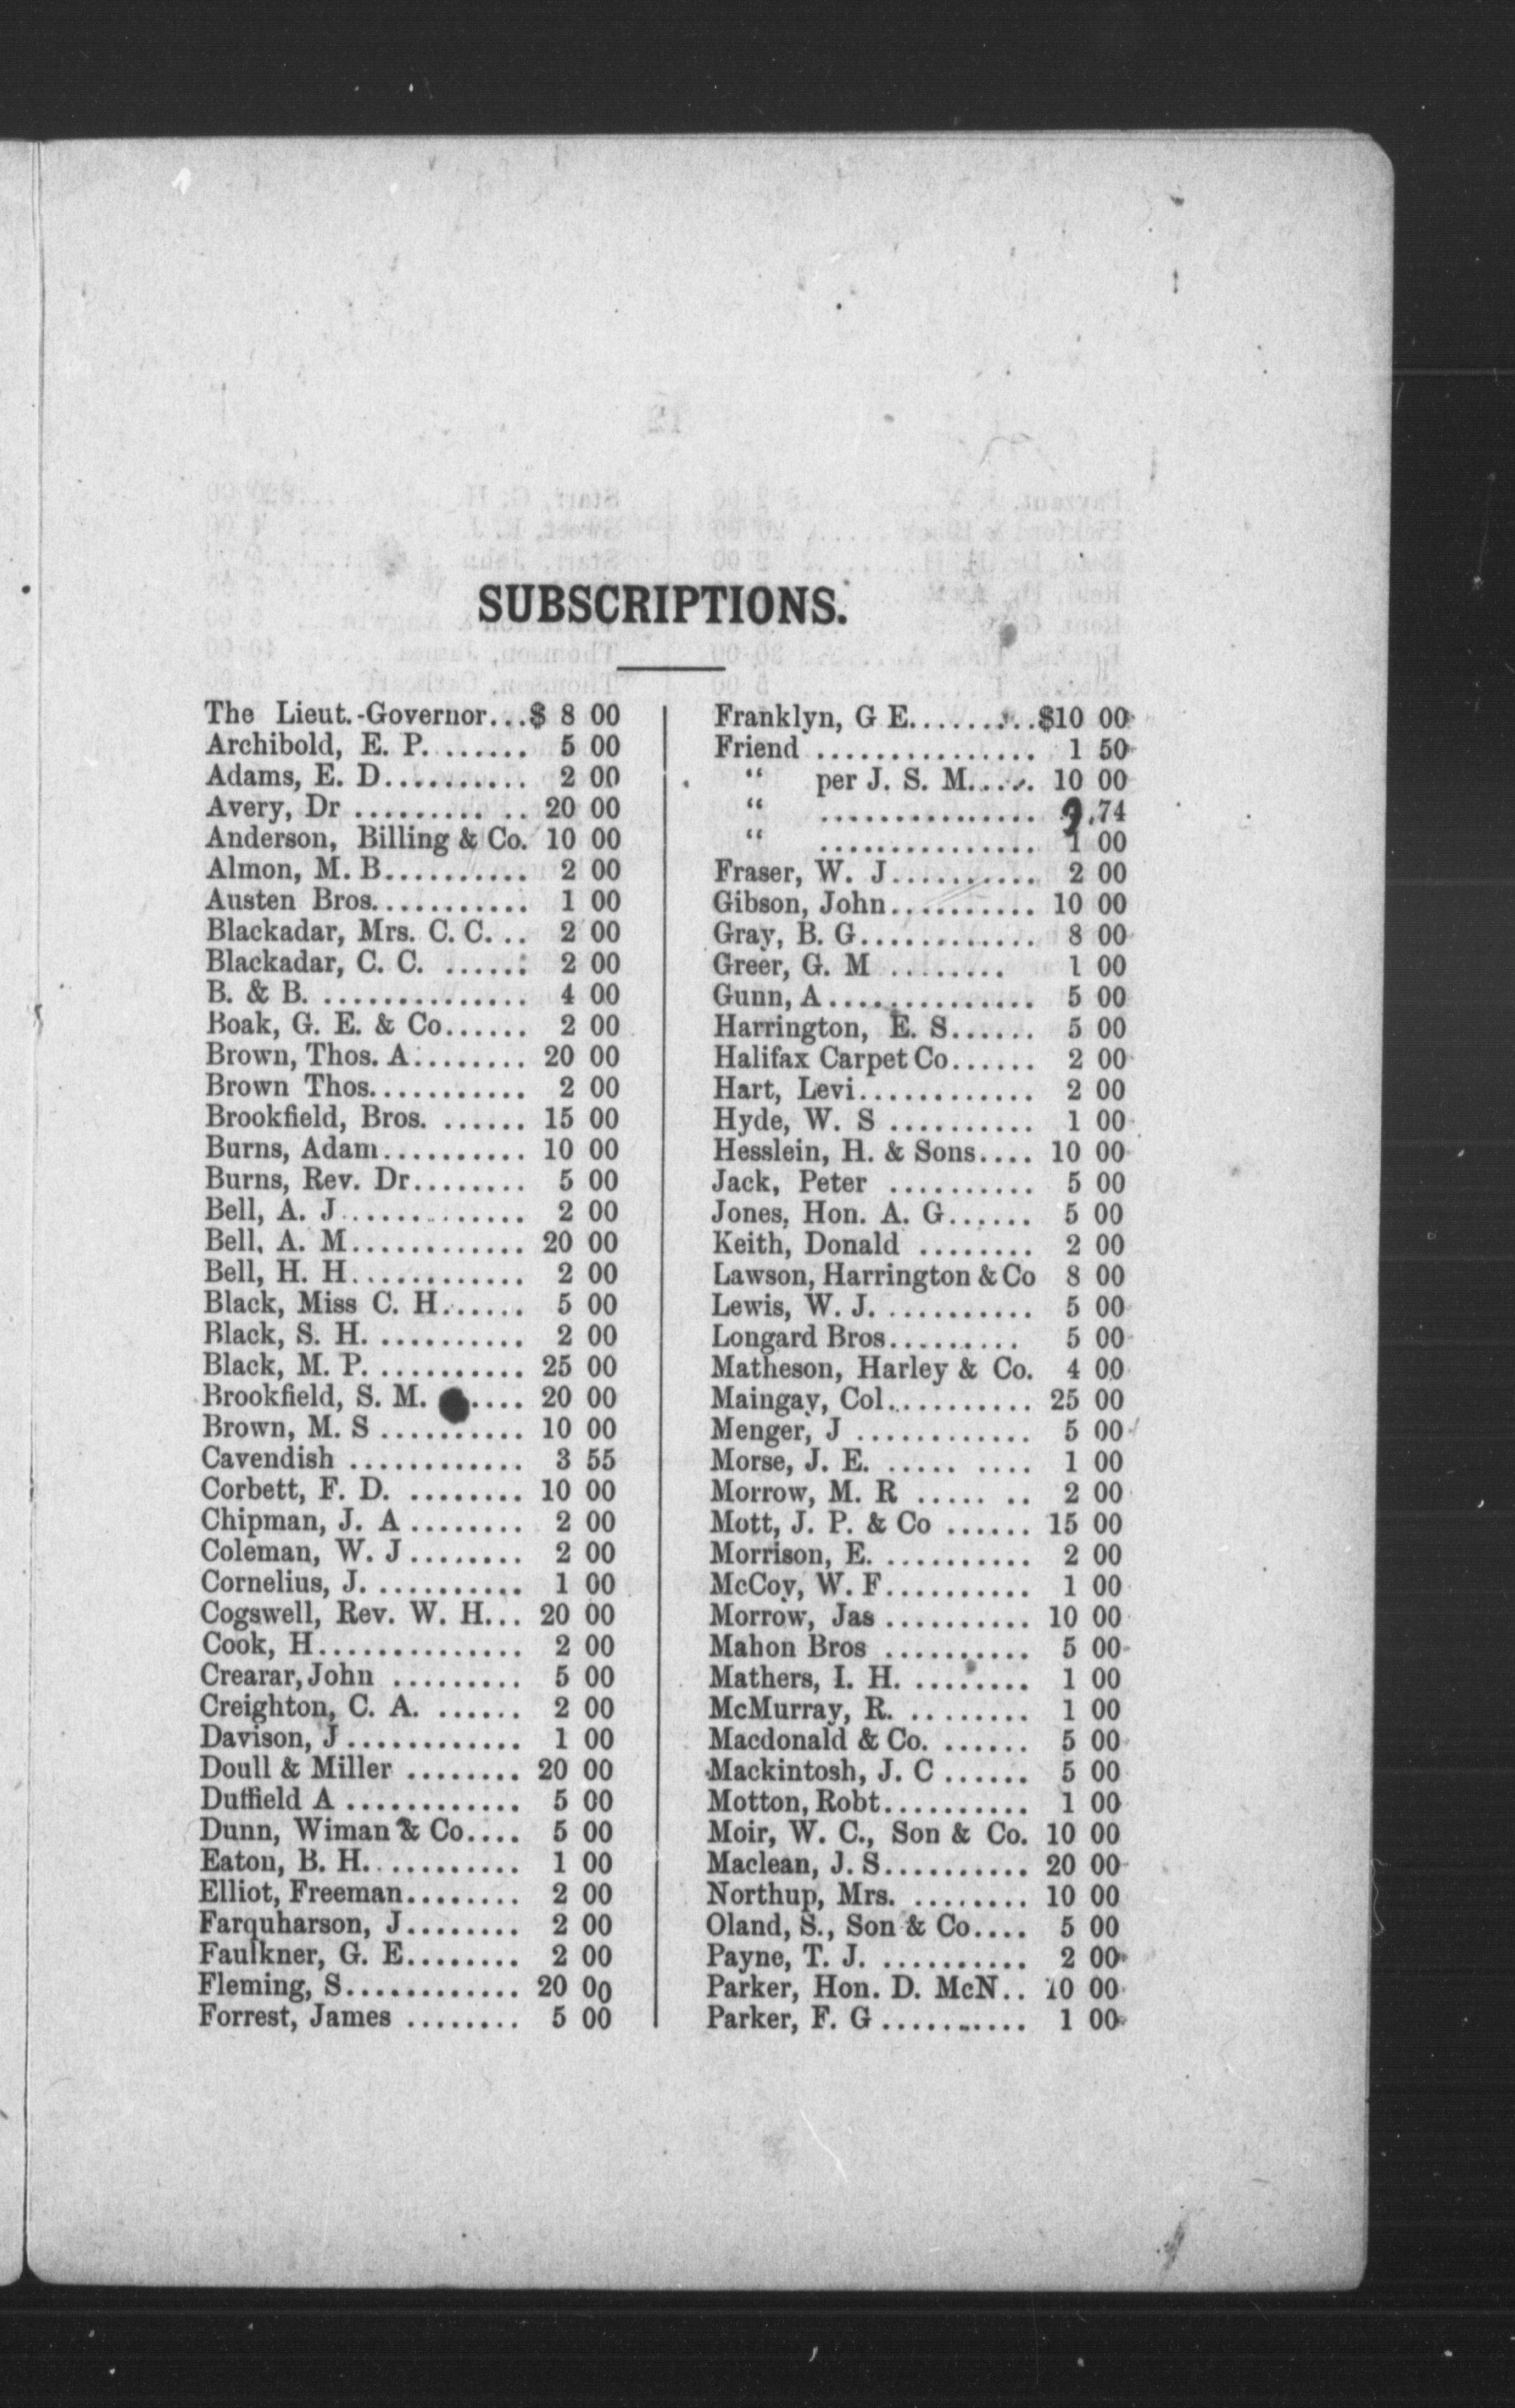 SUBSCRIPTIONS.
The Lieut.-Governor...$ 8 00
Archibold, E. P. ....... 5 00
Adams, E. D.......... 2 00
Avery, Dr ......... .. 20 00
Anderson, Billing & Co. 10 00
Almon, M. B.......... 2 00
Austen Bros........... 1 00
Blackadar, Mrs. C. C. .. 2 00
Blackadar, C. C. ...... 2 00
B. & B. .............. 4 00
Boak, G. E. & Co...... 2 00
Brown, Thos. A........ 20 00
Brown Thos........... 2 00
Brookfield, Bros. ...... 15 00
Burns, Adam.......... 10 00
Burns, Rev. Dr........ 5 00
Bell, A. J............. 2 00
Bell, A. M............ 20 00
Bell, H. H............ 2 00
Black, Miss C. H...... 5 00
Black, S. H. .......... 2 00
Black, M. P. .......... 25 00
Brookfield, S. M. .... 20 00
Brown, M. S .......... 10 00
Cavendish ............ 3 55
Corbett, F. D. ........ 10 00
Chipman, J. A ........ 2 00
Coleman, W. J ........ 2 00
Cornelius, J. .......... 1 00
Cogswell, Rev. W. H... 20 00
Cook, H.............. 2 00
Crearar, John ......... 5 00
Creighton, C. A. ...... 2 00
Davison, J ............ 1 00
Doull & Miller ........ 20 00
Duffield A ............ 5 00
Dunn, Wiman & Co.... 5 00
Eaton, B. H........... 1 00
Elliot, Freeman........ 2 00
Farquharson, J........ 2 00
Faulkner, G. E........ 2 00
Fleming, S............ 20 00
Forrest, James ........ 5 00
Franklyn, G E.........$10 00
Friend ............... 1 50
“ per J. S. M..... 10 00
“ ............... .74
“ ............... 1 00
Fraser, W. J.......... 2 00
Gibson, John.......... 10 00
Gray, B. G............ 8 00
Greer, G. M ........ 1 00
Gunn, A.............. 5 00
Harrington, E. S...... 5 00
Halifax Carpet Co...... 2 00
Hart, Levi............ 2 00
Hyde, W. S .......... 1 00
Hesslein, H. & Sons.... 10 00
Jack, Peter .......... 5 00
Jones, Hon. A. G...... 5 00
Keith, Donald ........ 2 00
Lawson, Harrington & Co 8 00
Lewis, W. J. .......... 5 00
Longard Bros......... 5 00
Matheson, Harley & Co. 4 00
Maingay, Col.......... 25 00
Menger, J ............ 5 00
Morse, J. E. ..... .... 1 00
Morrow, M. R ..... .. 2 00
Mott, J. P. & Co ...... 15 00
Morrison, E. .......... 2 00
McCoy, W. F.......... 1 00
Morrow, Jas .......... 10 00
Mahon Bros .......... 5 00
Mathers, I. H. ........ 1 00
McMurray, R. ........ 1 00
Macdonald & Co. ...... 5 00
Mackintosh, J. C ...... 5 00
Motton, Robt.......... 1 00
Moir, W. C., Son & Co. 10 00
Maclean, J. S.......... 20 00
Northup, Mrs. ........ 10 00
Oland, S., Son & Co.... 5 00
Payne, T. J. .......... 2 00
Parker, Hon. D. McN.. 10 00
Parker, F. G .......... 1 00